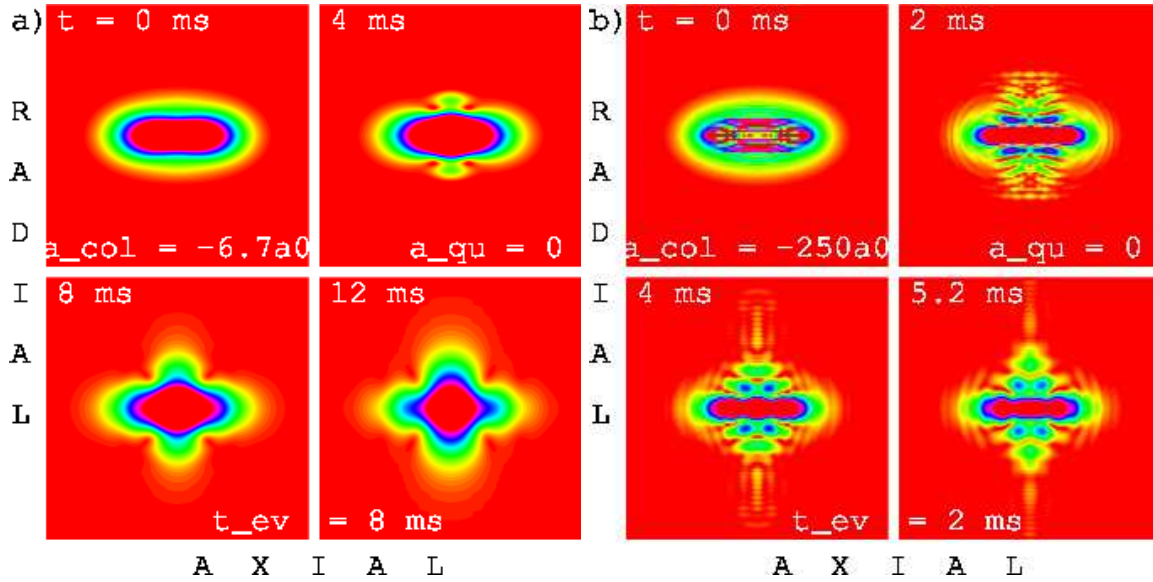 a)
t = 0 ms
4 ms
a_col = -6.7a0
a_qu = 0
8 ms
12 ms
t_ev = 8 ms
R A D I A L
A X I A L
b)
t = 0 ms
2 ms
a_col = -250a0
a_qu = 0
4 ms
5.2 ms
t_ev = 2 ms
R A D I A L
A X I A L